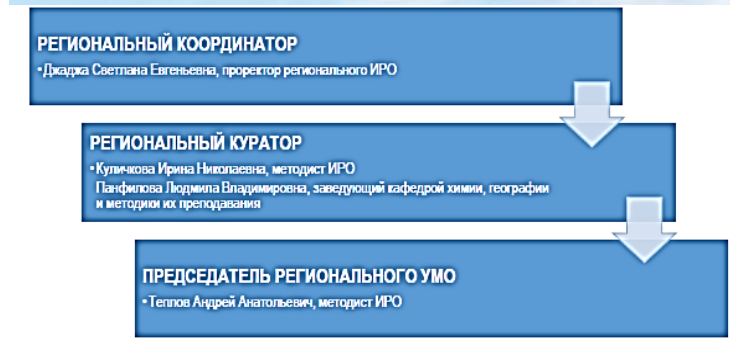 РЕГИОНАЛЬНЫЙ КООРДИНАТОР
•Джаджа Светлана Евгеньевна, проректор регионального ИРО
РЕГИОНАЛЬНЫЙ КУРАТОР
•Куличкова Ирина Николаевна, методист ИРО
Панфилова Людмила Владимировна, заведующий кафедрой химии, географии
и методики их преподавания
ПРЕДСЕДАТЕЛЬ РЕГИОНАЛЬНОГО УМО
•Теплов Андрей Анатольевич, методист ИРО